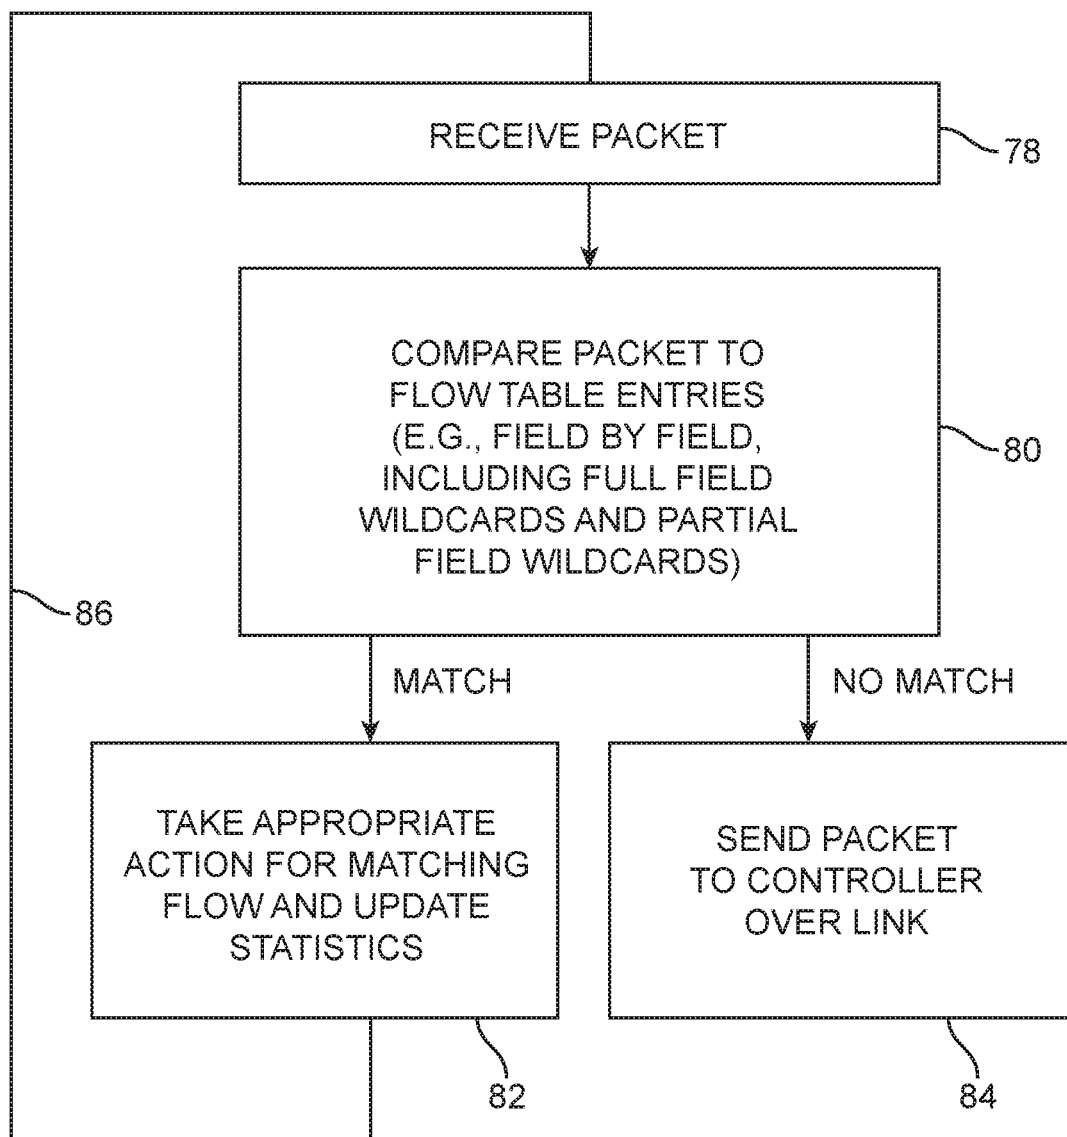 RECEIVE PACKET
78
COMPARE PACKET TO
FLOW TABLE ENTRIES
(E.G., FIELD BY FIELD,
INCLUDING FULL FIELD
WILDCARDS AND PARTIAL
FIELD WILDCARDS)
80
86
MATCH
NO MATCH
TAKE APPROPRIATE
ACTION FOR MATCHING
FLOW AND UPDATE
STATISTICS
SEND PACKET
TO CONTROLLER
OVER LINK
82
84